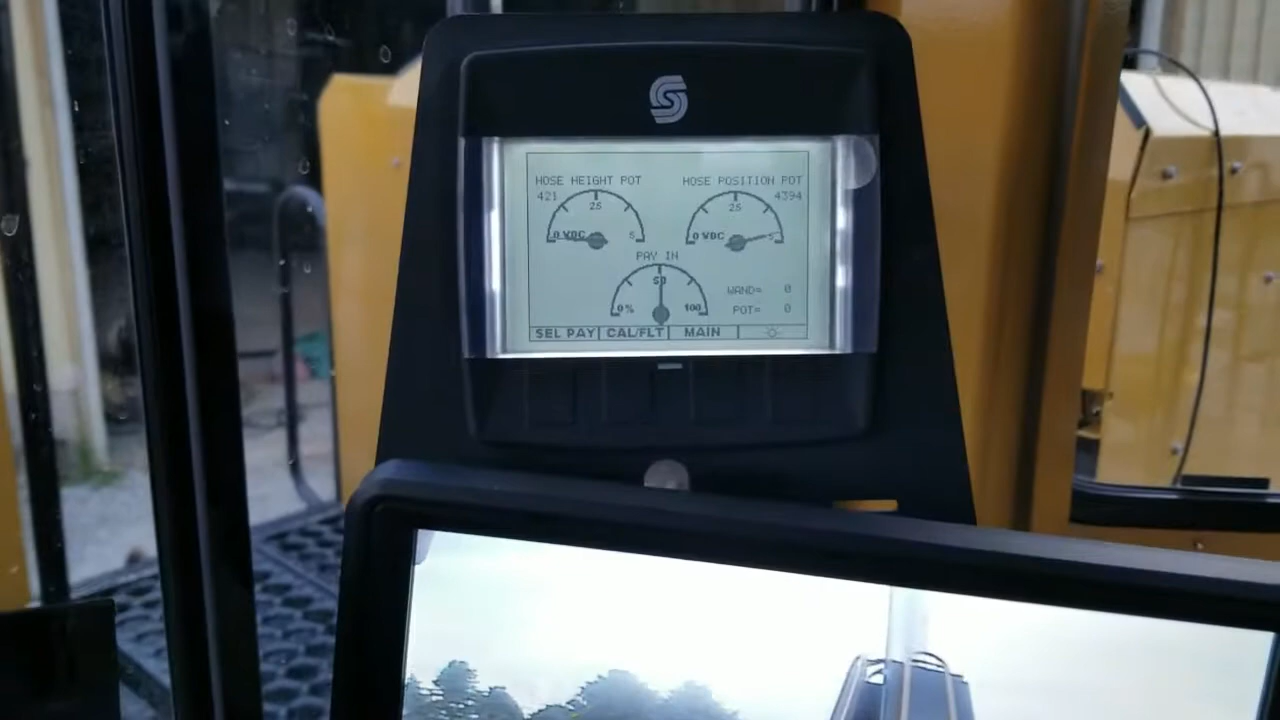 HOSE HEIGHT POT
421
25
0 VDC
5
HOSE POSITION POT
4394
25
0 VDC
5
PAY IN
50
0%
100
WAND= 0
POT= 0
SEL PAY CAL/FLT MAIN